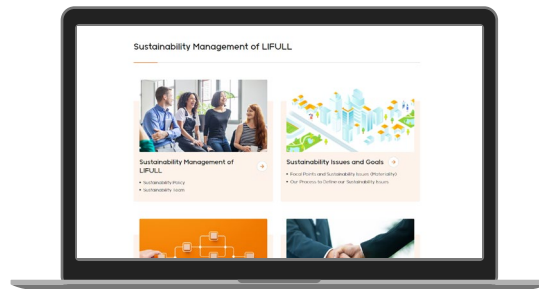 Sustainability Management of LIFULL
Sustainability Management of
LIFULL
• Sustainability Policy
• Sustainability Team
Sustainability Issues and Goals
• Focal Points and Sustainability Issues (Materiality)
• Our Process to Define our Sustainability Issues